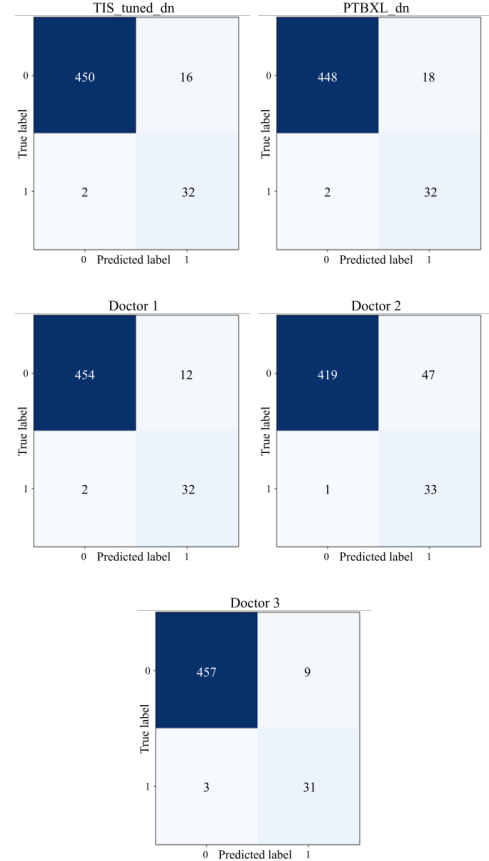 TIS_tuned_dn
0
450
16
True label
1
2
32
0 Predicted label 1
PTBXL_dn
0
448
18
True label
1
2
32
0 Predicted label 1
Doctor 1
0
454
12
True label
1
2
32
0 Predicted label 1
Doctor 2
0
419
47
True label
1
1
33
0 Predicted label 1
Doctor 3
0
457
9
True label
1
3
31
0 Predicted label 1